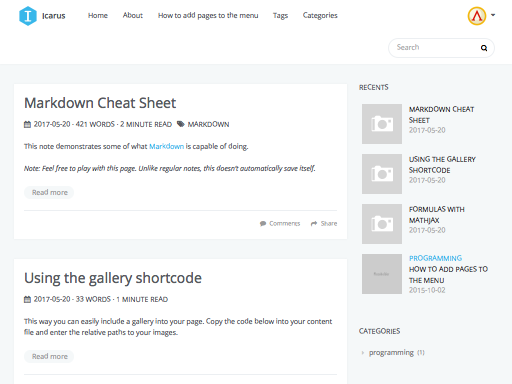 Icarus
Home About How to add pages to the menu Tags Categories
Search
Markdown Cheat Sheet
2017-05-20 · 421 WORDS · 2 MINUTE READ MARKDOWN
This note demonstrates some of what Markdown is capable of doing.
Note: Feel free to play with this page. Unlike regular notes, this doesn't automatically save itself.
Read more
Comments Share
Using the gallery shortcode
2017-05-20 · 33 WORDS · 1 MINUTE READ
This way you can easily include a gallery into your page. Copy the code below into your content
file and enter the relative paths to your images.
Read more
RECENTS
MARKDOWN CHEAT
SHEET
2017-05-20
USING THE GALLERY
SHORTCODE
2017-05-20
FORMULAS WITH
MATHJAX
2017-05-20
PROGRAMMING
HOW TO ADD PAGES TO
THE MENU
2015-10-02
CATEGORIES
programming (1)